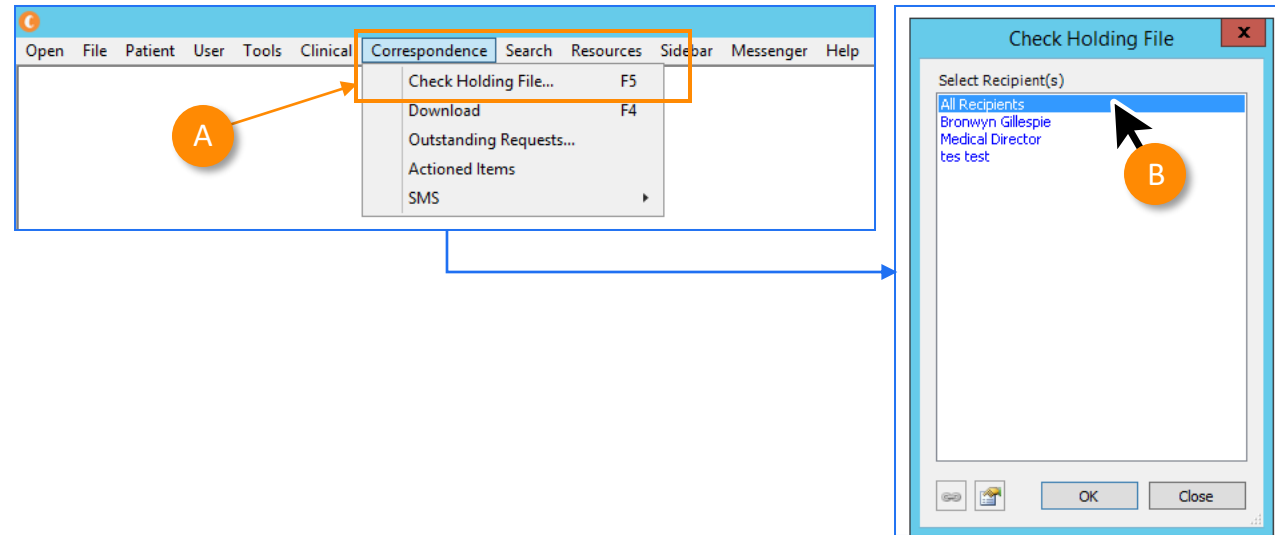 Open File Patient User Tools Clinical Correspondence Search Resources Sidebar Messenger Help
Check Holding File... F5
Download F4
Outstanding Requests...
Actioned Items
SMS
A
Check Holding File
x
Select Recipient(s)
All Recipients
Bronwyn Gillespie
Medical Director
tes test
B
OK Close